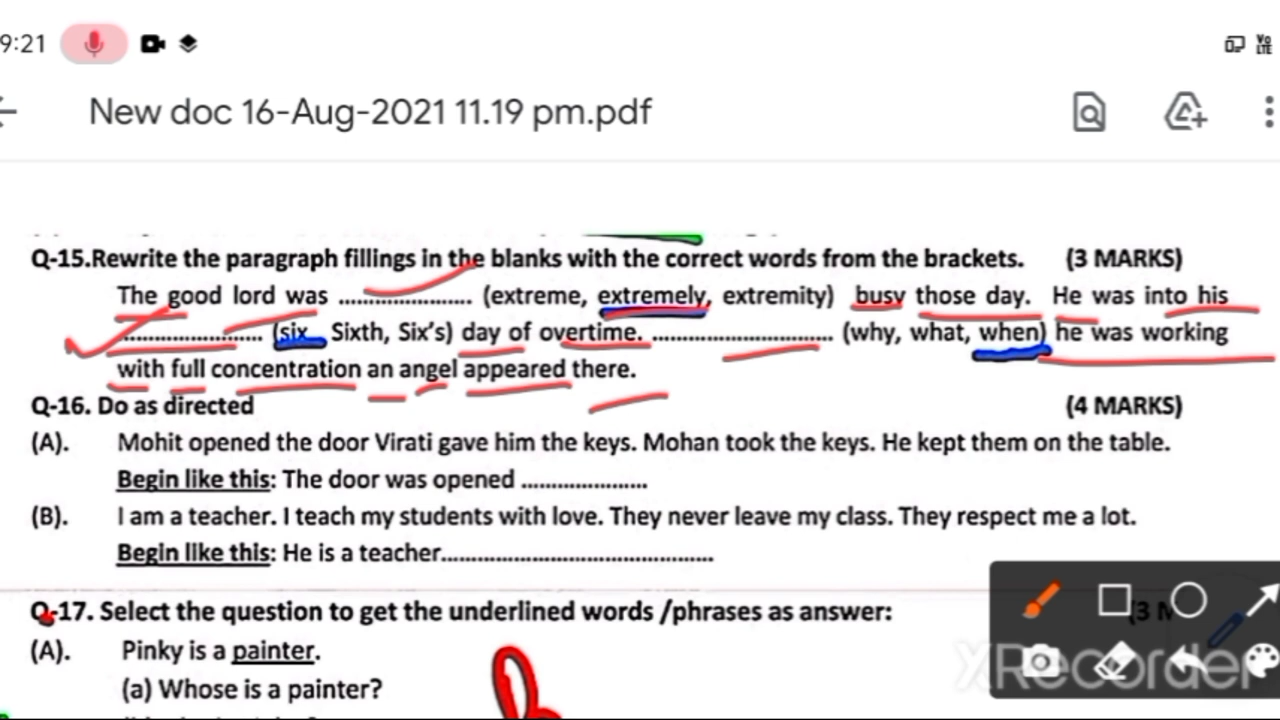 9:21
Vo
LTE
New doc 16-Aug-2021 11.19 pm.pdf
Q-15.Rewrite the paragraph fillings in the blanks with the correct words from the brackets. (3 MARKS)
The good lord was ...................... (extreme, extremely, extremity) busy those day. He was into his
....................... (six Sixth, Six's) day of overtime. ............................. (why, what, when) he was working
with full concentration an angel appeared there.
Q-16. Do as directed (4 MARKS)
(A). Mohit opened the door Virati gave him the keys. Mohan took the keys. He kept them on the table.
Begin like this: The door was opened .....................
(B). I am a teacher. I teach my students with love. They never leave my class. They respect me a lot.
Begin like this: He is a teacher.............................................
Q-17. Select the question to get the underlined words /phrases as answer: (3 M
(A). Pinky is a painter.
(a) Whose is a painter?
XRecorder